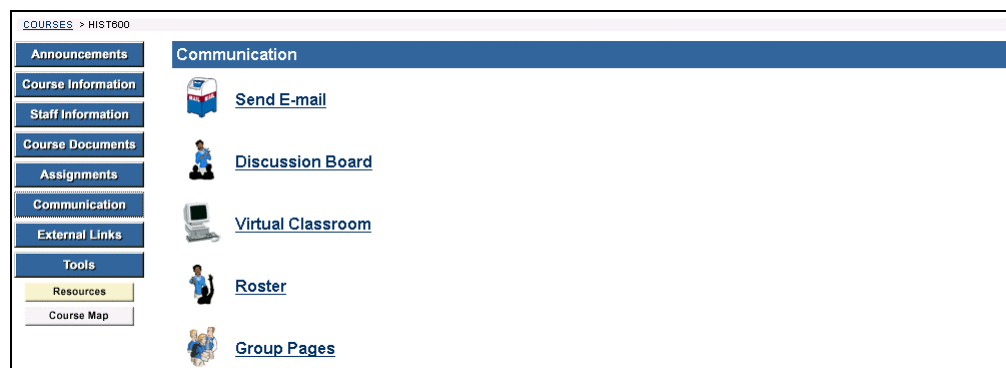 COURSES > HIST600
Announcements
Course Information
Staff Information
Course Documents
Assignments
Communication
External Links
Tools
Resources
Course Map
Communication
Send E-mail
Discussion Board
Virtual Classroom
Roster
Group Pages